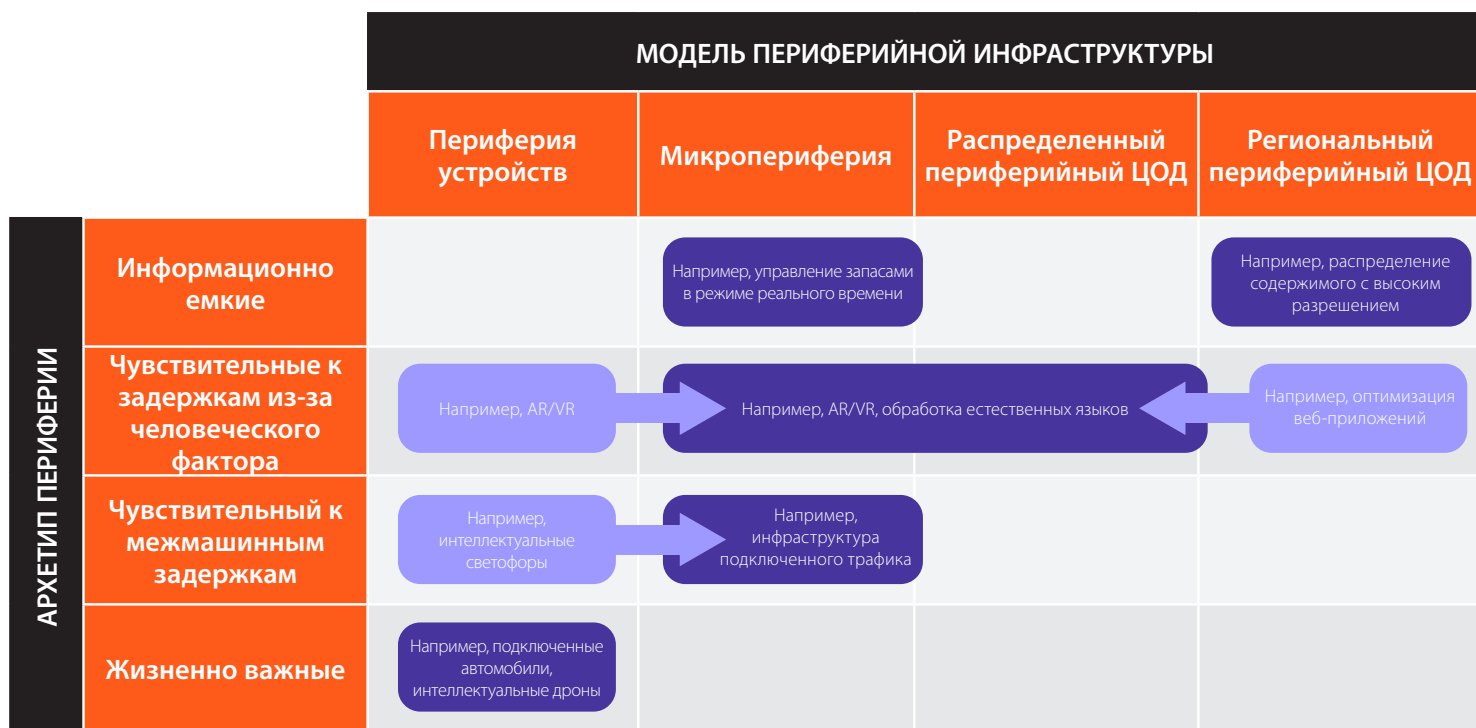 МОДЕЛЬ ПЕРИФЕРИЙНОЙ ИНФРАСТРУКТУРЫ
Периферия
устройств
Микропериферия
Распределенный
периферийный ЦОД
Региональный
периферийный ЦОД
АРХЕТИП ПЕРИФЕРИИ
Информационно
емкие
Например, управление запасами
в режиме реального времени
Например, распределение
содержимого с высоким
разрешением
Чувствительные к
задержкам из-за
человеческого
фактора
Например, AR/VR
Например, AR/VR, обработка естественных языков
Например, оптимизация
веб-приложений
Чувствительный к
межмашинным
задержкам
Например,
интеллектуальные
светофоры
Например,
инфраструктура
подключенного трафика
Жизненно важные
Например, подключенные
автомобили,
интеллектуальные дроны